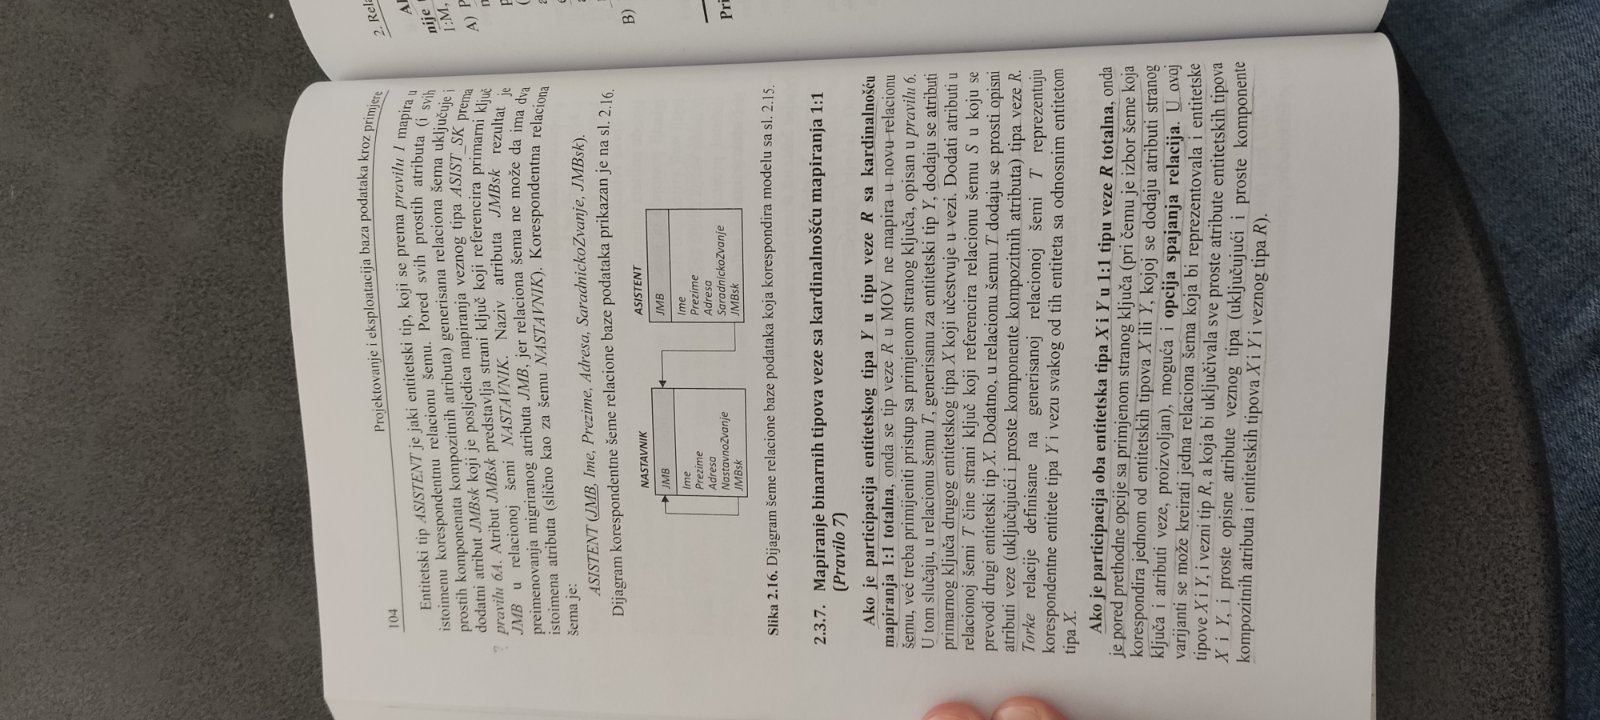 104
Projektovanje i eksploatacija baza podataka kroz primjere
Entitetski tip ASISTENT je jaki entitetski tip, koji se prema pravilu 1 mapira u
istoimenu korespondentnu relacionu šemu. Pored svih prostih atributa (i svih
prostih komponenata kompozitnih atributa) generisana relaciona šema uključuje i
dodatni atribut JMBsk koji je posljedica mapiranja veznog tipa ASIST_SK prema
? pravilu 6A. Atribut JMBsk predstavlja strani ključ koji referencira primarni ključ
JMB u relacionoj šemi NASTAVNIK. Naziv atributa JMBsk rezultat je
preimenovanja migriranog atributa JMB, jer relaciona šema ne može da ima dva
istoimena atributa (slično kao za šemu NASTAVNIK). Korespondentna relaciona
šema je:
ASISTENT (JMB, Ime, Prezime, Adresa, SaradnickoZvanje, JMBsk).
Dijagram korespondentne šeme relacione baze podataka prikazan je na sl. 2.16.
NASTAVNIK
JMB
Ime
Prezime
Adresa
NastavnoZvanje
JMBsk
ASISTENT
JMB
Ime
Prezime
Adresa
SaradnickoZvanje
JMBsk
Slika 2.16. Dijagram šeme relacione baze podataka koja korespondira modelu sa sl. 2.15.
2.3.7. Mapiranje binarnih tipova veze sa kardinalnošću mapiranja 1:1
(Pravilo 7)
Ako je participacija entitetskog tipa Y u tipu veze R sa kardinalnošću
mapiranja 1:1 totalna, onda se tip veze R u MOV ne mapira u novu relacionu
šemu, već treba primijeniti pristup sa primjenom stranog ključa, opisan u pravilu 6.
U tom slučaju, u relacionu šemu T, generisanu za entitetski tip Y, dodaju se atributi
primarnog ključa drugog entitetskog tipa X koji učestvuje u vezi. Dodati atributi u
relacionoj šemi T čine strani ključ koji referencira relacionu šemu S u koju se
prevodi drugi entitetski tip X. Dodatno, u relacionu šemu T dodaju se prosti opisni
atributi veze (uključujući i proste komponente kompozitnih atributa) tipa veze R.
Torke relacije definisane na generisanoj relacionoj šemi T reprezentuju
korespondentne entitete tipa Y i vezu svakog od tih entiteta sa odnosnim entitetom
tipa X.
Ako je participacija oba entitetska tipa X i Y u 1:1 tipu veze R totalna, onda
je pored prethodne opcije sa primjenom stranog ključa (pri čemu je izbor šeme koja
korespondira jednom od entitetskih tipova X ili Y, kojoj se dodaju atributi stranog
ključa i atributi veze, proizvoljan), moguća i opcija spajanja relacija. U ovoj
varijanti se može kreirati jedna relaciona šema koja bi reprezentovala i entitetske
tipove X i Y, i vezni tip R, a koja bi uključivala sve proste atribute entitetskih tipova
X i Y, i proste opisne atribute veznog tipa (uključujući i proste komponente
kompozitnih atributa i entitetskih tipova X i Y i veznog tipa R).
2. Rela
nije
1:M,
A)
B)
Pri